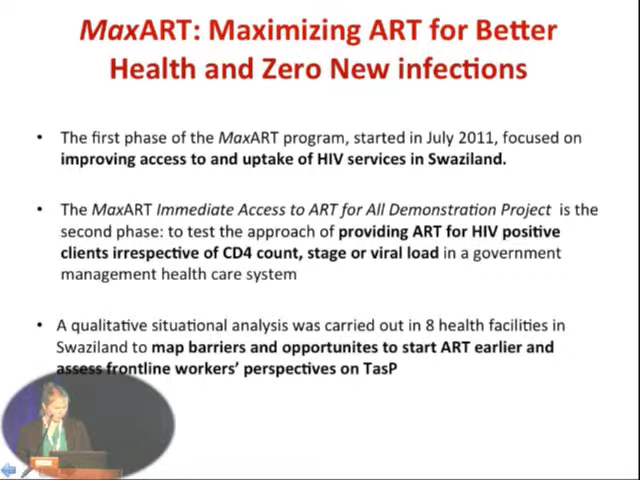 MaxART: Maximizing ART for Better
Health and Zero New infections
• The first phase of the MaxART program, started in July 2011, focused on
improving access to and uptake of HIV services in Swaziland.
• The MaxART Immediate Access to ART for All Demonstration Project is the
second phase: to test the approach of providing ART for HIV positive
clients irrespective of CD4 count, stage or viral load in a government
management health care system
• A qualitative situational analysis was carried out in 8 health facilities in
Swaziland to map barriers and opportunites to start ART earlier and
assess frontline workers' perspectives on TasP